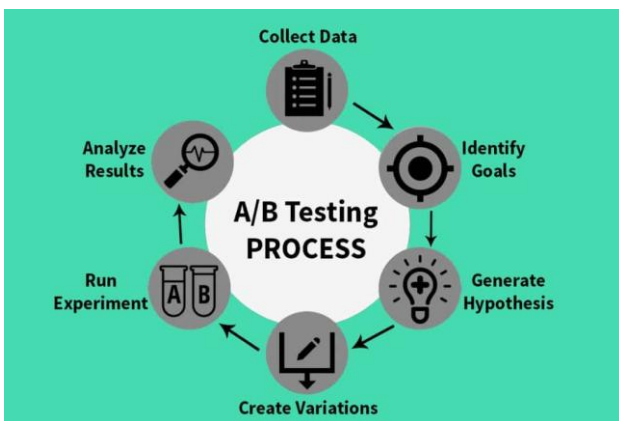 Collect Data
Identify
Goals
Generate
Hypothesis
Create Variations
Run
Experiment
A B
Analyze
Results
A/B Testing
PROCESS